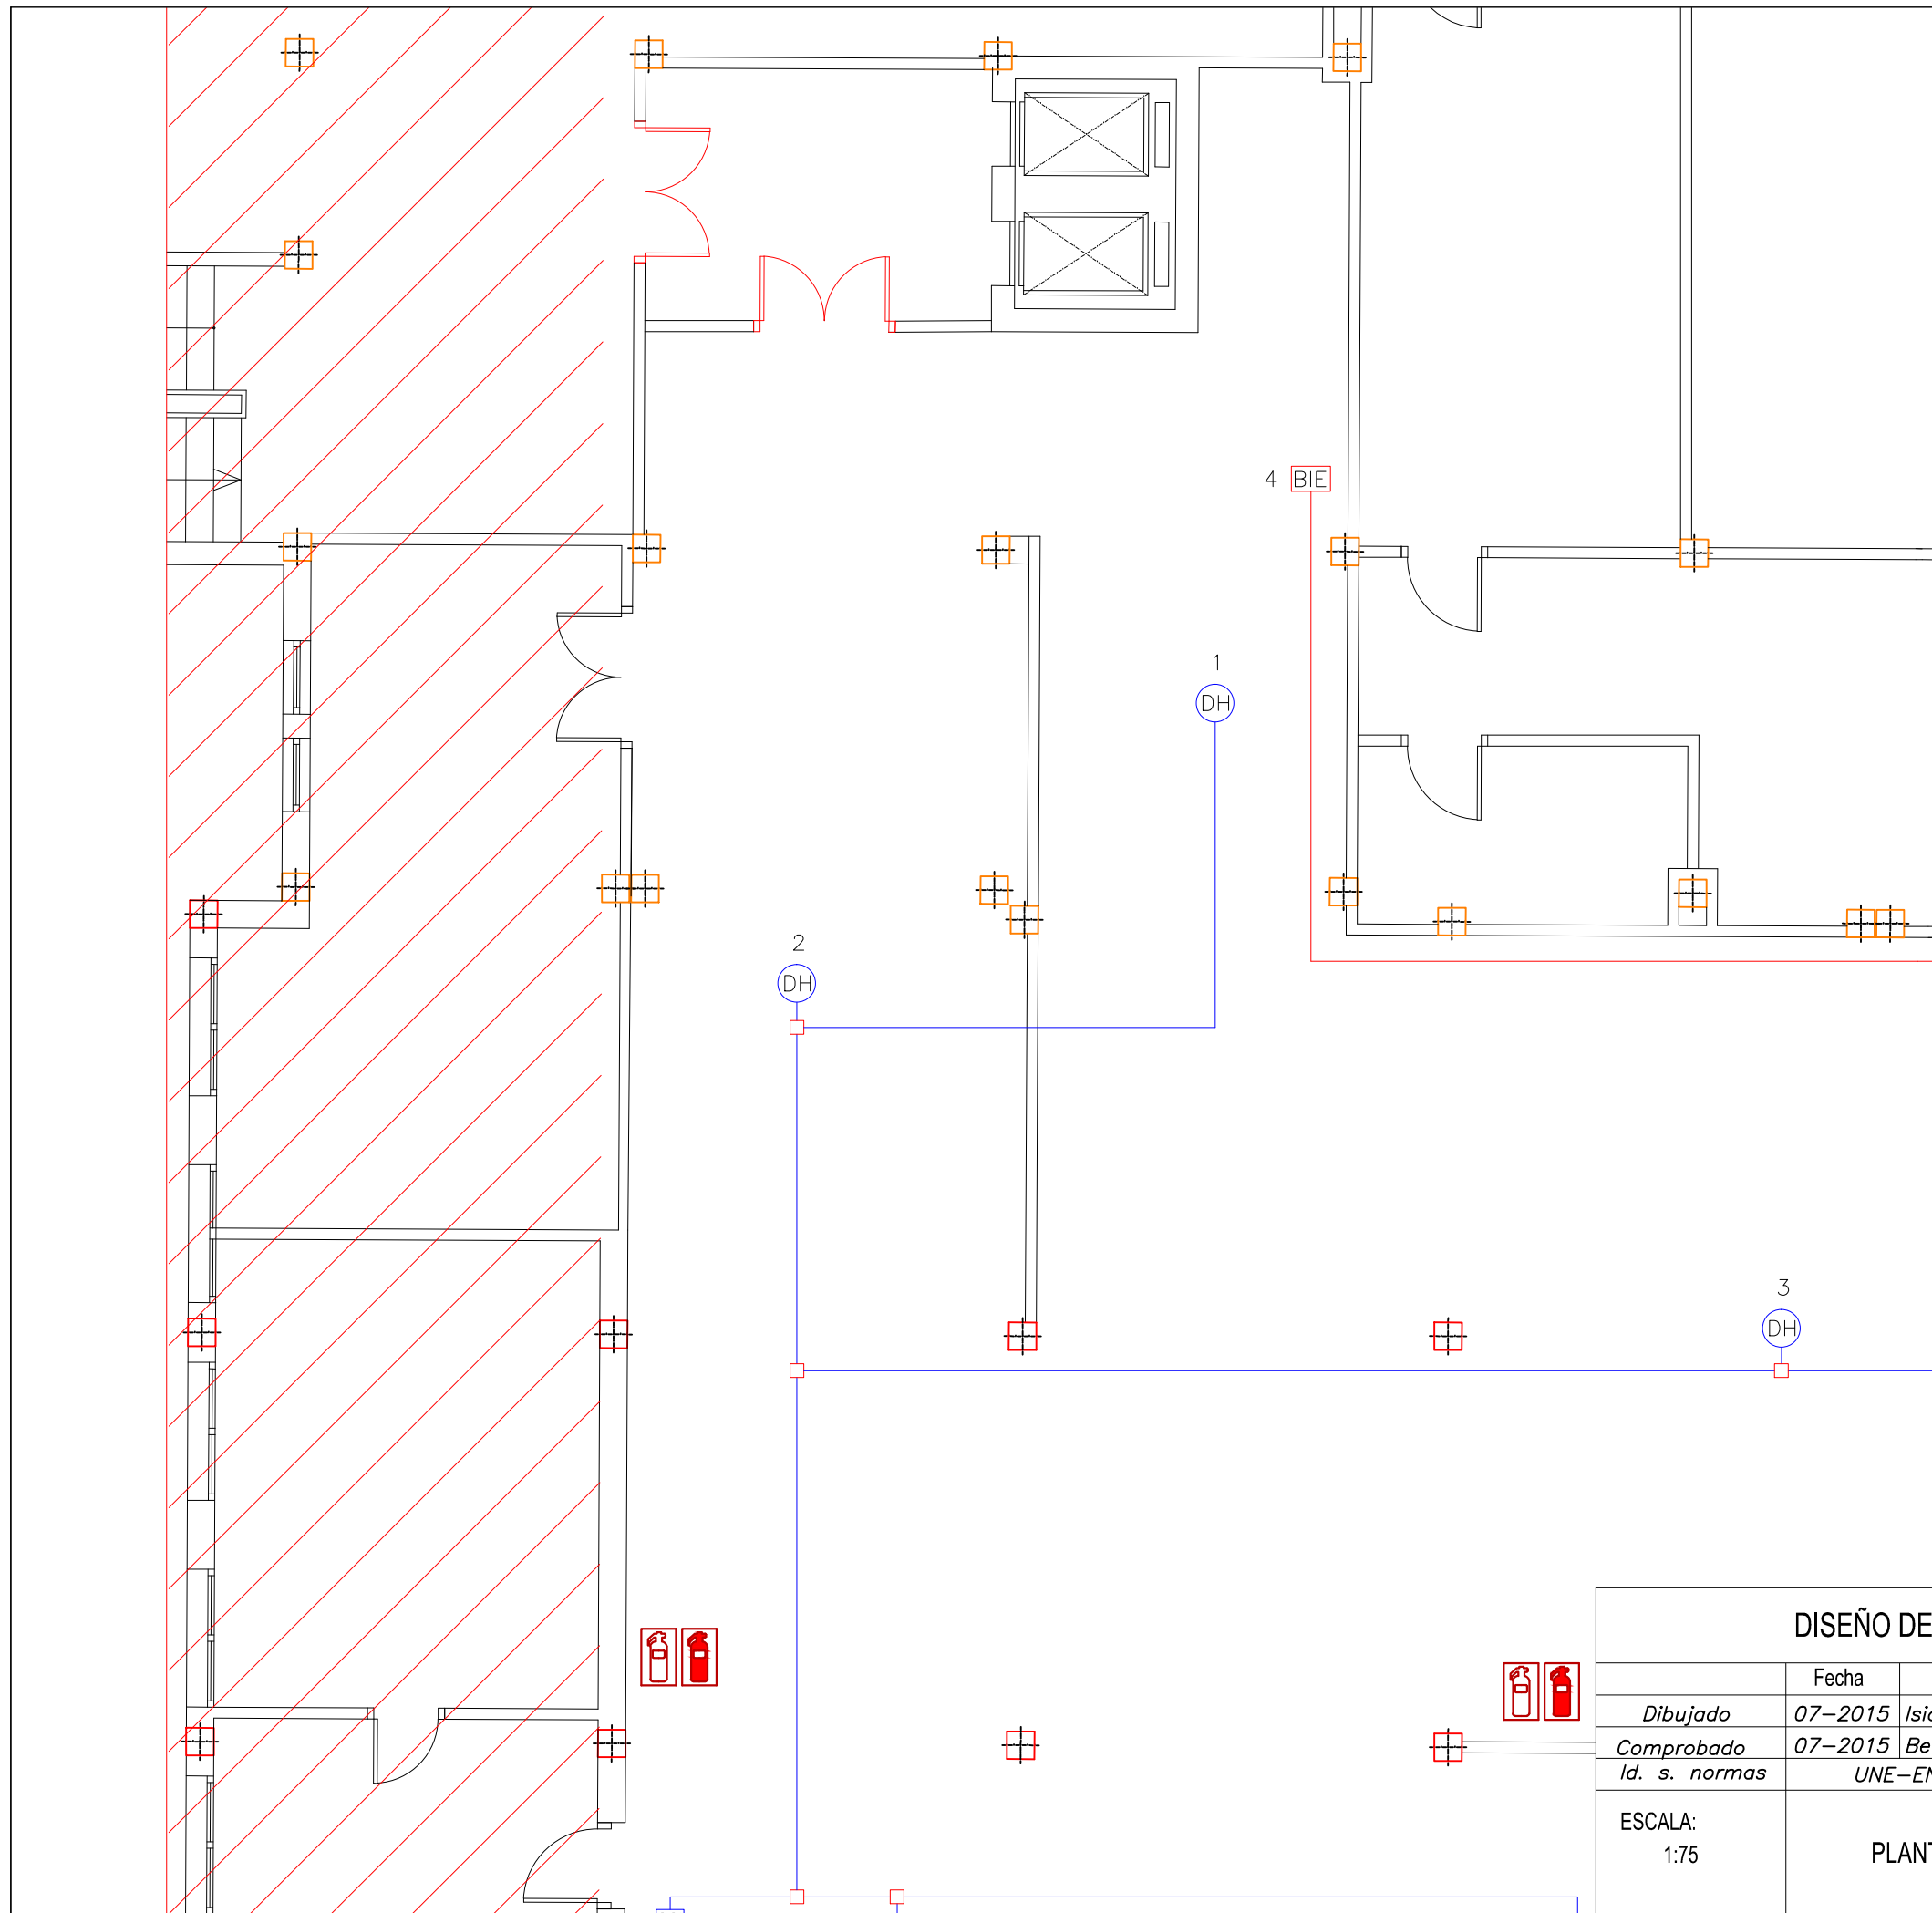 4 BIE
1
DH
2
DH
3
DH
DISEÑO DE
Fecha
Dibujado 07-2015
Comprobado 07-2015
Id. s. normas
ESCALA:
1:75